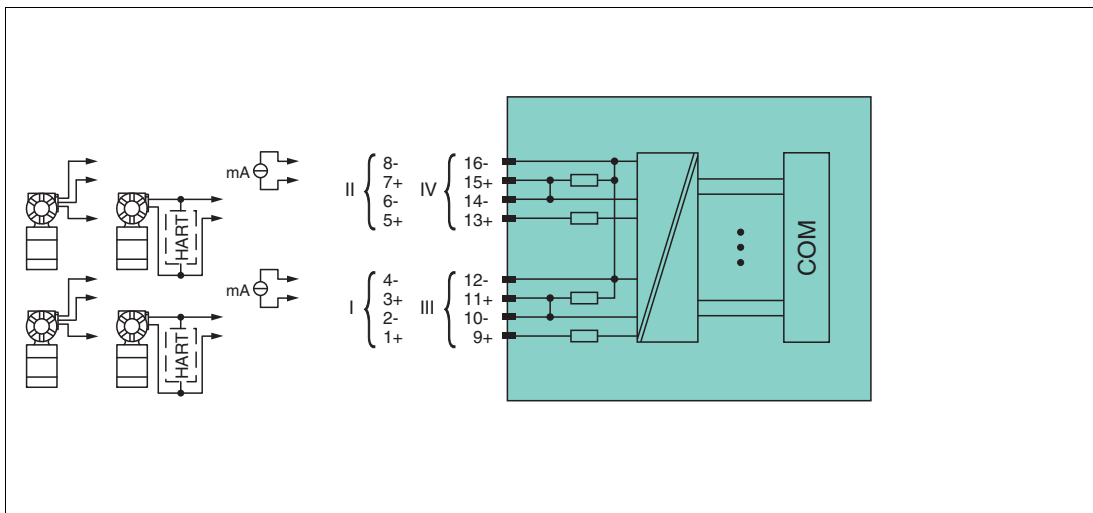 mA
II
8-
7+
6-
5+
IV
16-
15+
14-
13+
HART
mA
I
4-
3+
2-
1+
III
12-
11+
10-
9+
HART
COM